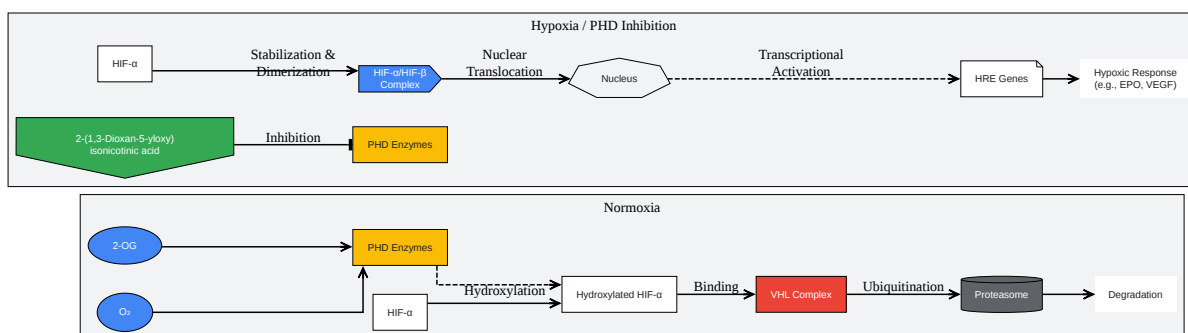 Hypoxia / PHD Inhibition
HIF-α
Stabilization &
Dimerization
HIF-α/HIF-β
Complex
Nuclear
Translocation
Nucleus
Transcriptional
Activation
HRE Genes
Hypoxic Response
(e.g., EPO, VEGF)
2-(1,3-Dioxan-5-yloxy)
isonicotinic acid
Inhibition
PHD Enzymes
Normoxia
2-OG
PHD Enzymes
O₂
HIF-α
Hydroxylation
Hydroxylated HIF-α
Binding
VHL Complex
Ubiquitination
Proteasome
Degradation